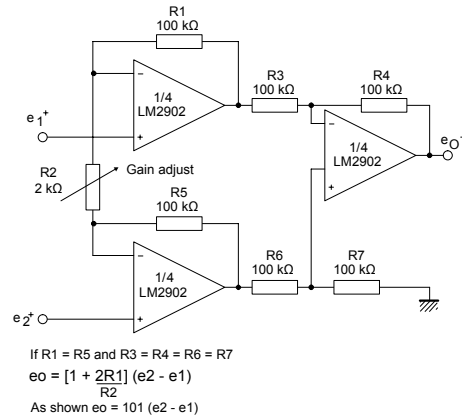 R1
100 kΩ
R3
100 kΩ
R4
100 kΩ
1/4
LM2902
e1+
R2
2 kΩ
Gain adjust
1/4
LM2902
eO-
R5
100 kΩ
R6
100 kΩ
R7
100 kΩ
1/4
LM2902
e2+
If R1 = R5 and R3 = R4 = R6 = R7
eo = [1 + 2R1] (e2 - e1)
R2
As shown eo = 101 (e2 - e1)